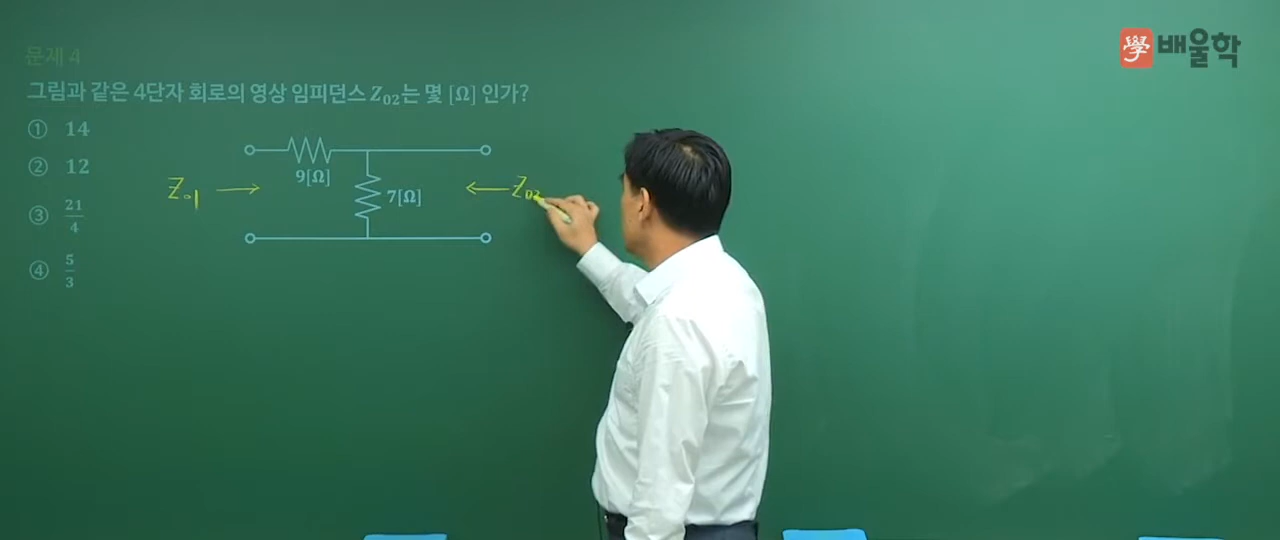 學 배울학
문제 4
그림과 같은 4단자 회로의 영상 임피던스 Z₀₂는 몇 [Ω] 인가?
① 14
② 12
③ 21/4
④ 5/3
9[Ω]
7[Ω]
Z₀₁ →
← Z₀₂